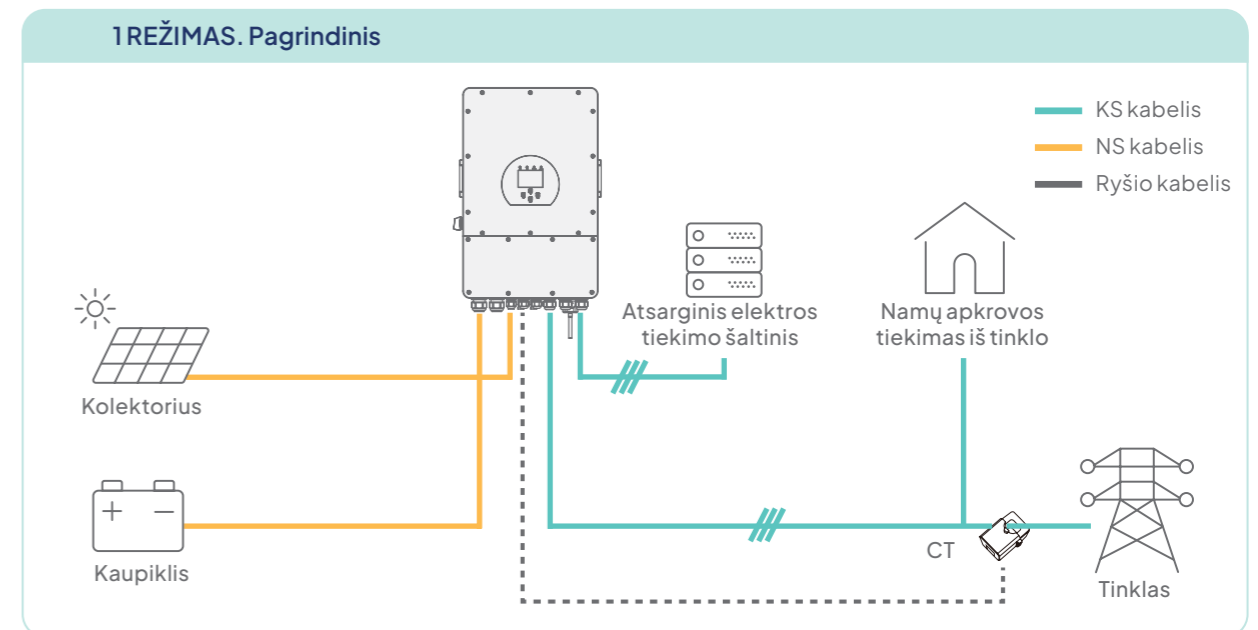 1 REŽIMAS. Pagrindinis
KS kabelis
NS kabelis
Ryšio kabelis
Atsarginis elektros
tiekimo šaltinis
Namų apkrovos
tiekimas iš tinklo
Kolektorius
+ −
Kaupiklis
CT
Tinklas